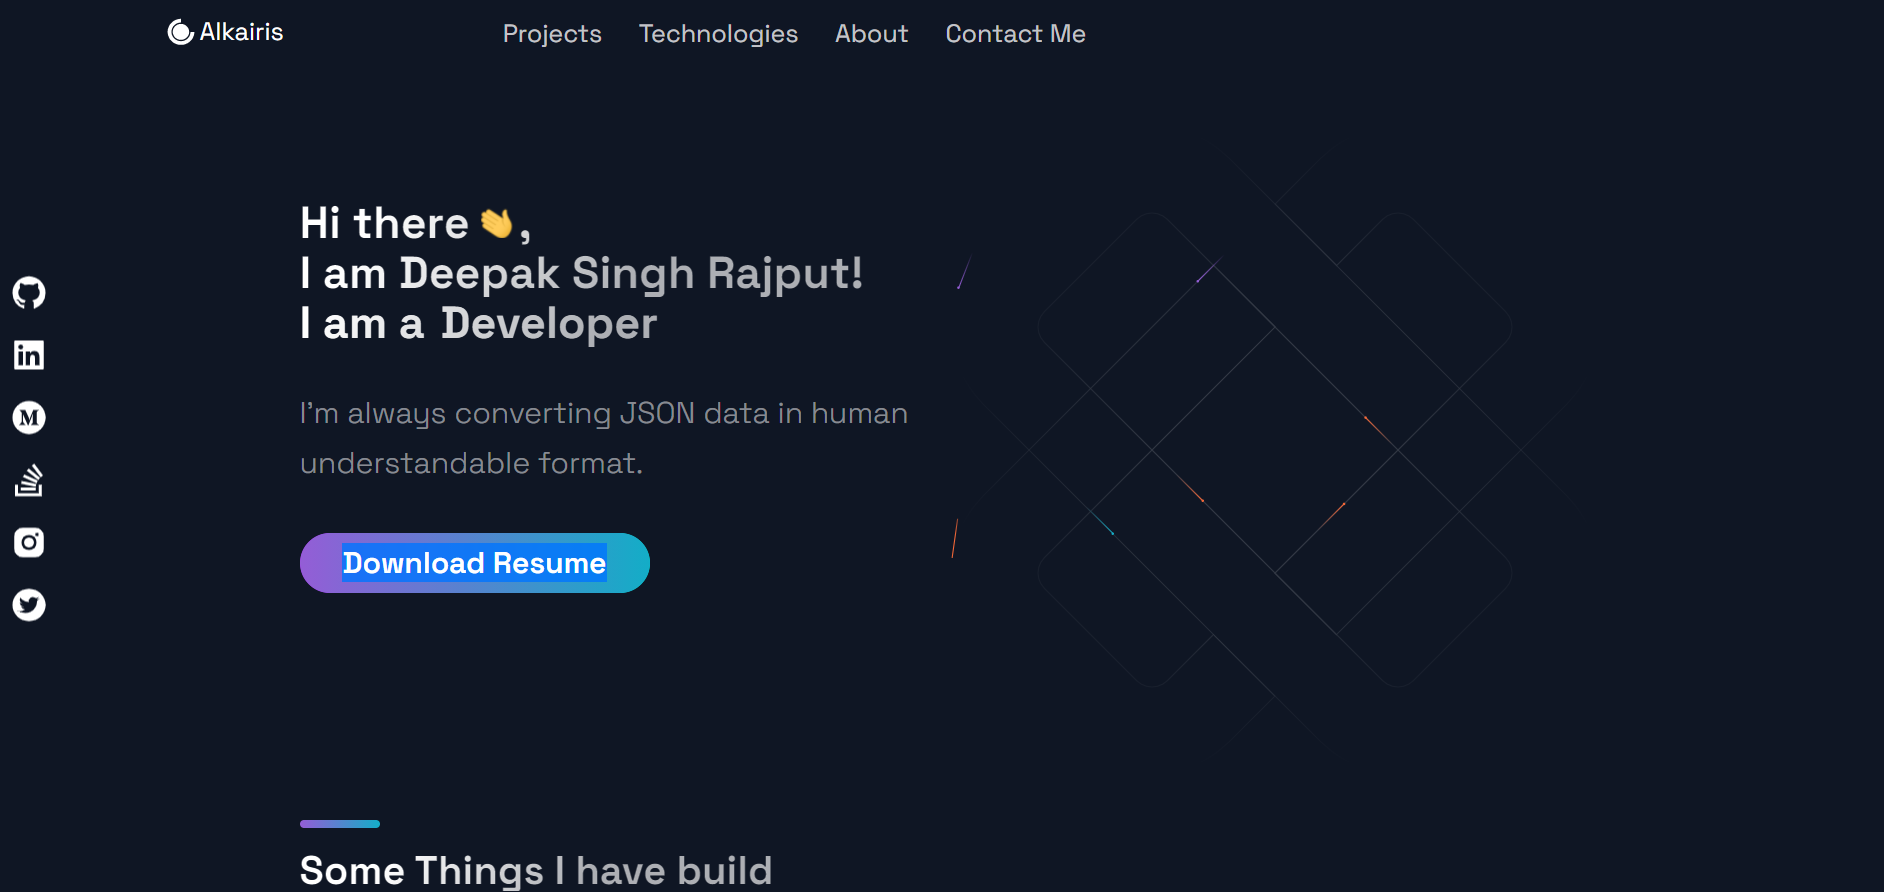 Alkairis
Projects Technologies About Contact Me
Hi there 👋,
I am Deepak Singh Rajput!
I am a Developer
I'm always converting JSON data in human
understandable format.
Download Resume
Some Things I have build
in
M